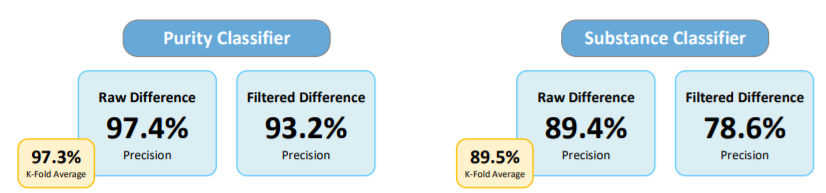 Purity Classifier
Raw Difference
97.4%
Precision
97.3%
K-Fold Average
Filtered Difference
93.2%
Precision
Substance Classifier
Raw Difference
89.4%
Precision
89.5%
K-Fold Average
Filtered Difference
78.6%
Precision